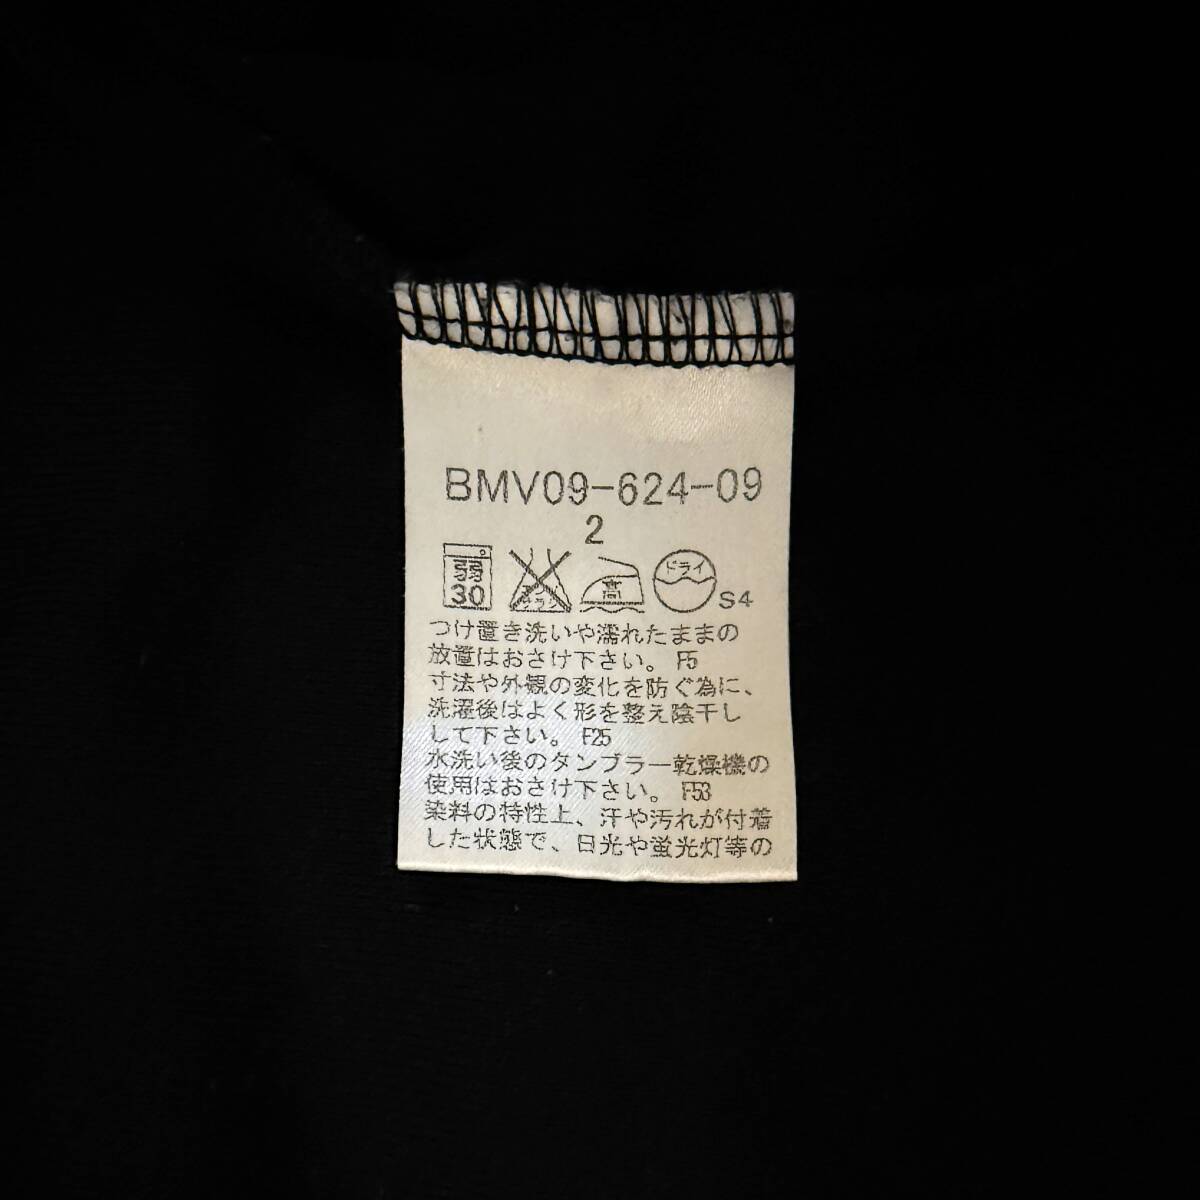 BMV09-624-09
2
弱
30
エンソ
サラシ
高
ドライ
S4
つけ置き洗いや濡れたままの
放置はおさけ下さい。 F5
寸法や外観の変化を防ぐ為に、
洗濯後はよく形を整え陰干し
して下さい。 F25
水洗い後のタンブラー乾燥機の
使用はおさけ下さい。 F53
染料の特性上、汗や汚れが付着
した状態で、日光や蛍光灯等の